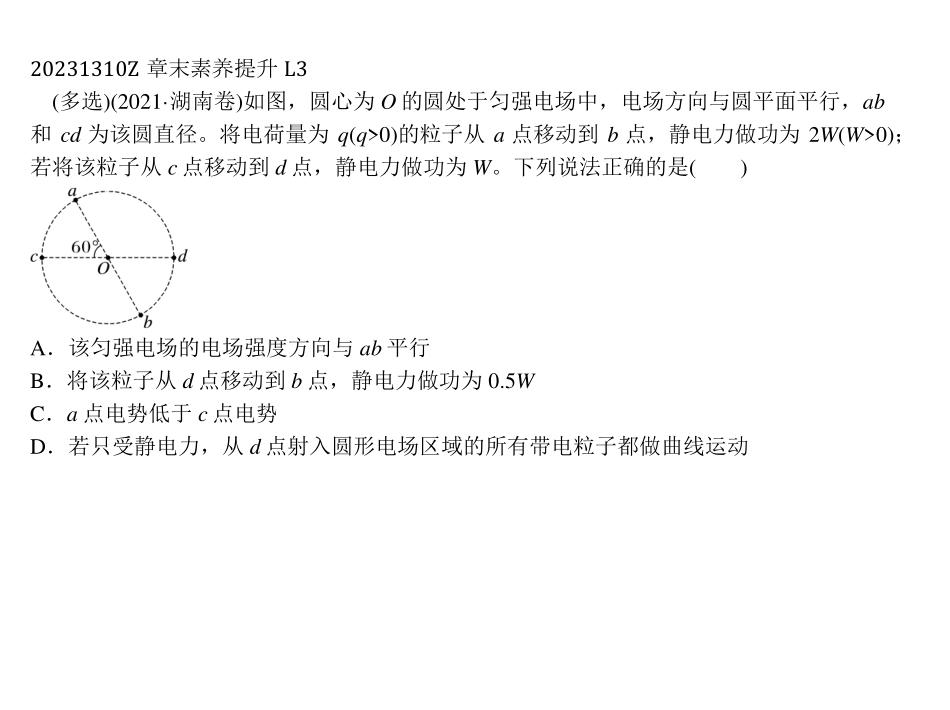 20231310Z 章末素养提升 L3
(多选)(2021·湖南卷)如图，圆心为 O 的圆处于匀强电场中，电场方向与圆平面平行，ab
和 cd 为该圆直径。将电荷量为 q(q>0)的粒子从 a 点移动到 b 点，静电力做功为 2W(W>0)；
若将该粒子从 c 点移动到 d 点，静电力做功为 W。下列说法正确的是(　　)
a
60°
c
O
d
b
A．该匀强电场的电场强度方向与 ab 平行
B．将该粒子从 d 点移动到 b 点，静电力做功为 0.5W
C．a 点电势低于 c 点电势
D．若只受静电力，从 d 点射入圆形电场区域的所有带电粒子都做曲线运动